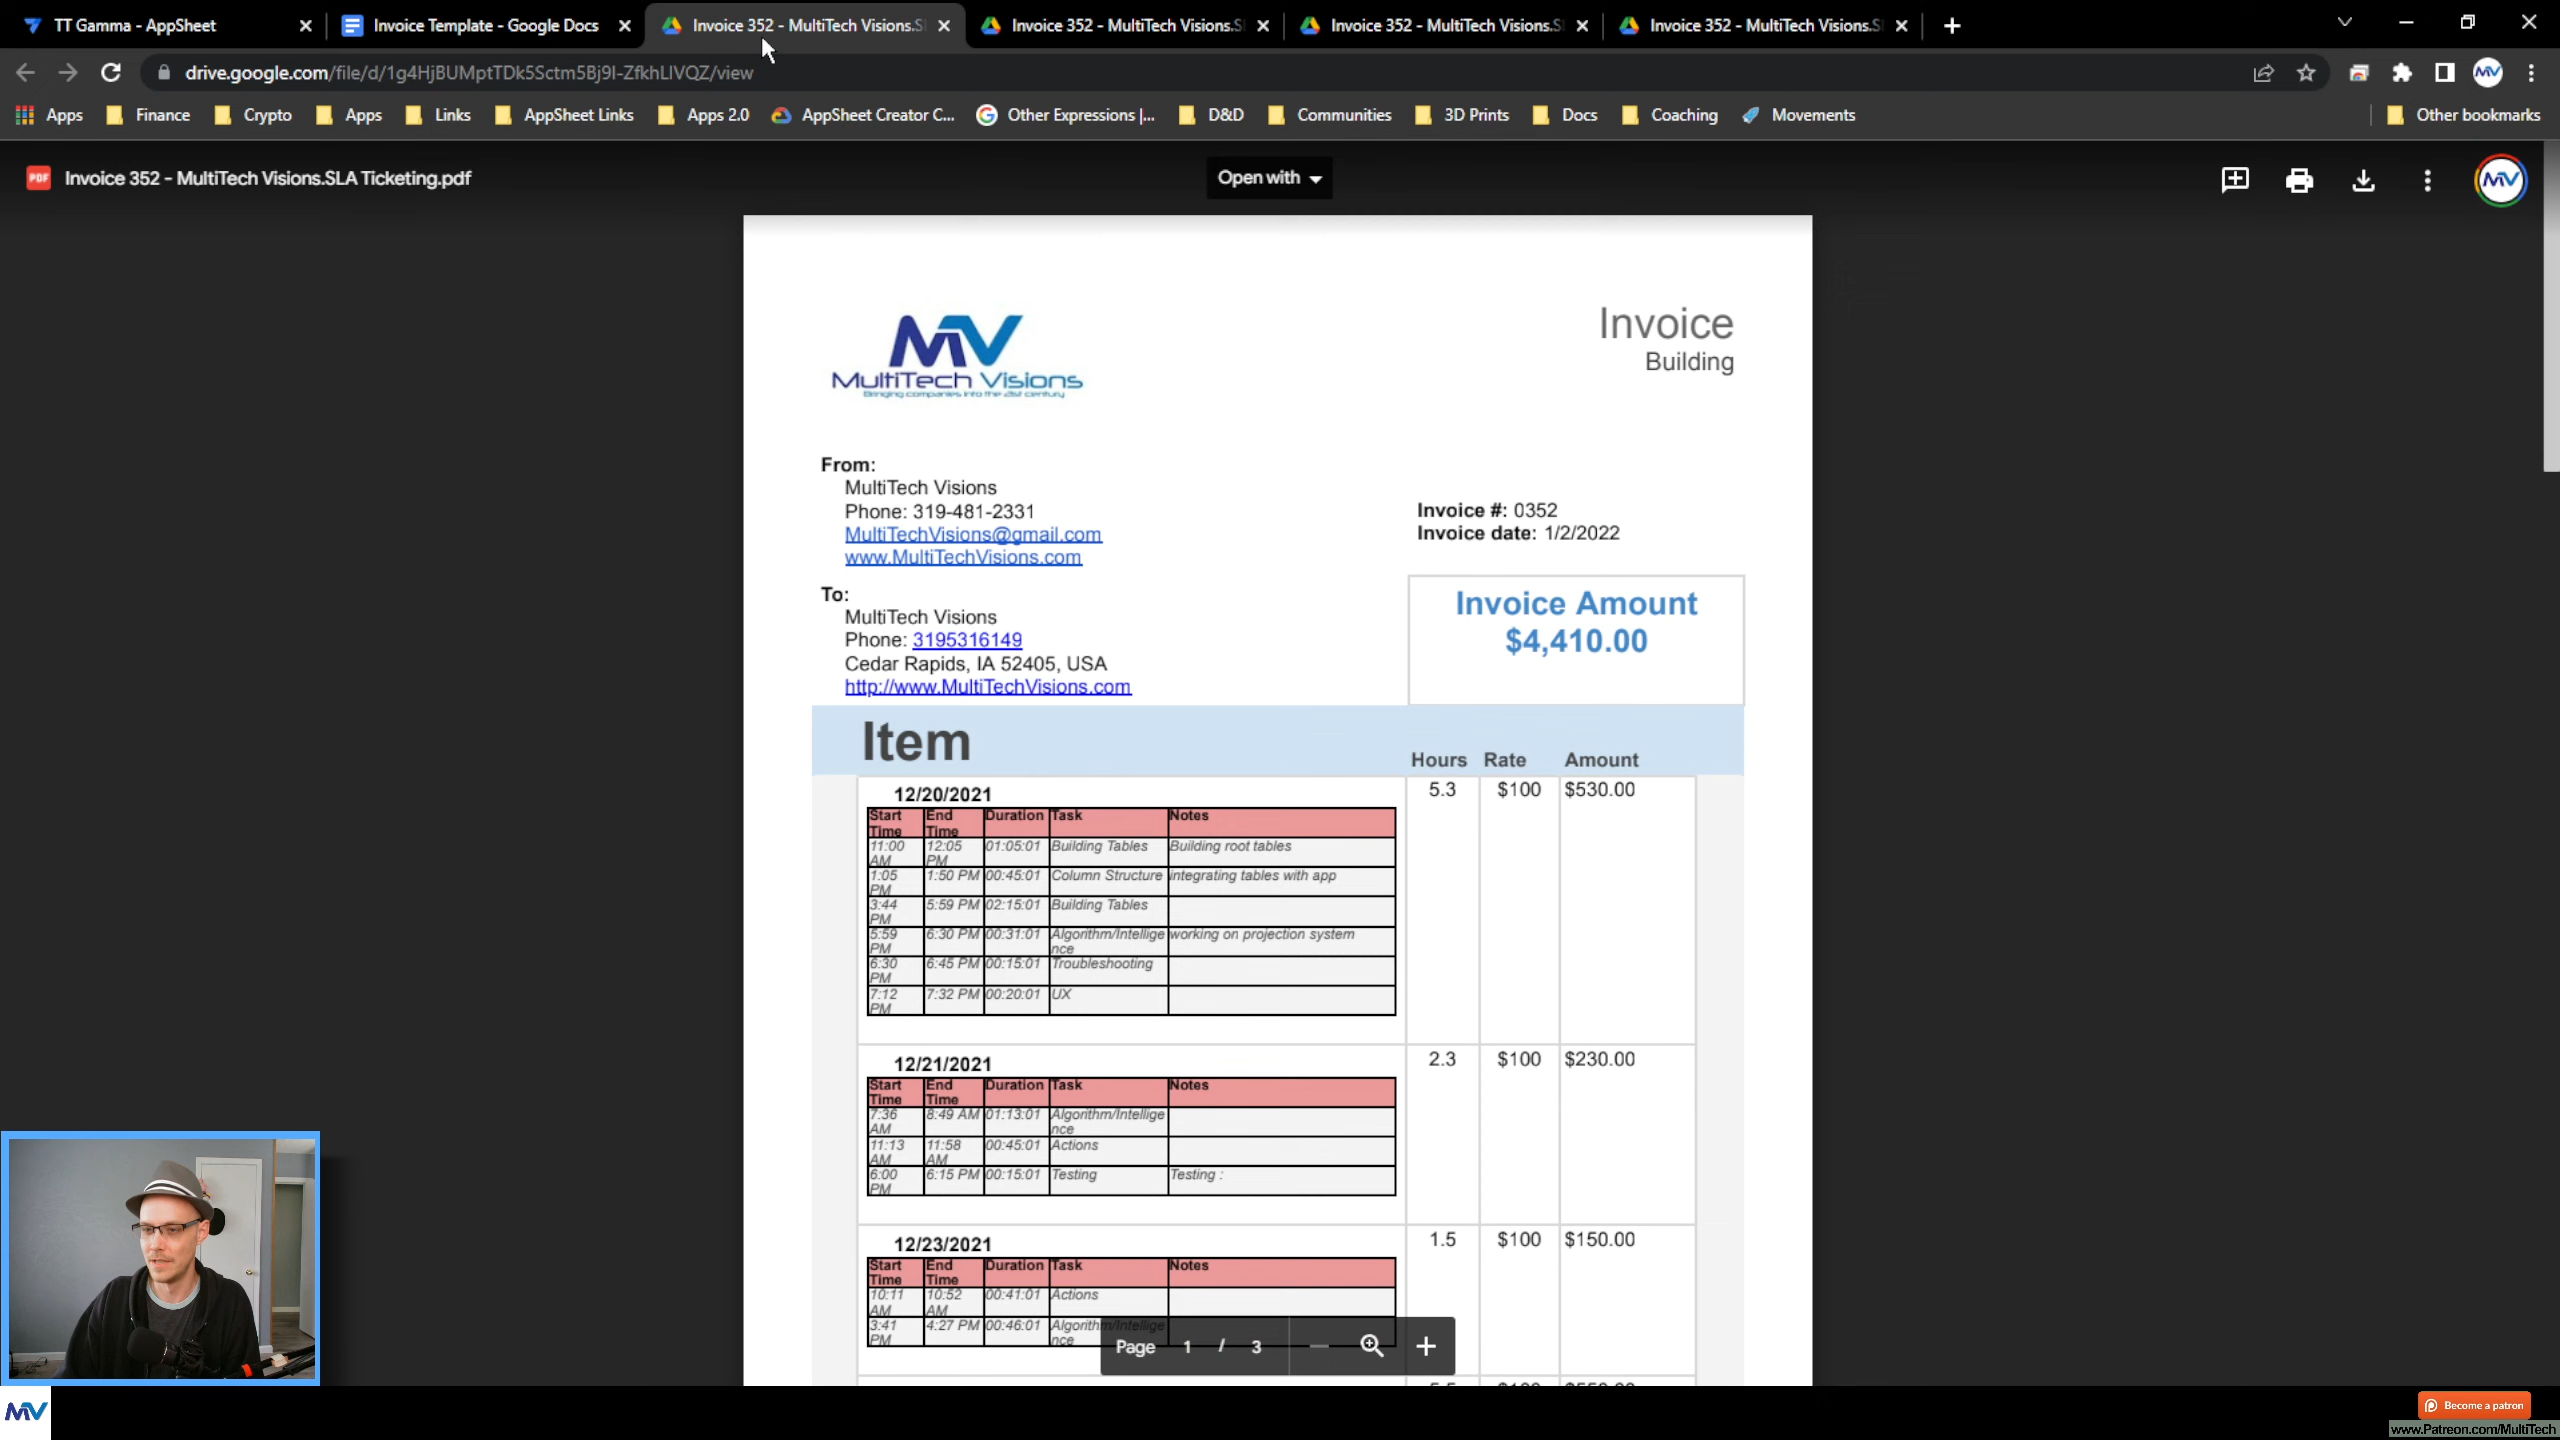 TT Gamma - AppSheet
Invoice Template - Google Docs
Invoice 352 - MultiTech Visions.S
Invoice 352 - MultiTech Visions.S
Invoice 352 - MultiTech Visions.S
Invoice 352 - MultiTech Visions.S
drive.google.com/file/d/1g4HjBUMptTDk5Sctm5Bj9I-ZfkhLIVQZ/view
Apps
Finance
Crypto
Apps
Links
AppSheet Links
Apps 2.0
AppSheet Creator C...
Other Expressions |...
D&D
Communities
3D Prints
Docs
Coaching
Movements
Other bookmarks
PDF
Invoice 352 - MultiTech Visions.SLA Ticketing.pdf
Open with
MV
MV
MultiTech Visions
Bringing companies into the 21st century
Invoice
Building
From:
MultiTech Visions
Phone: 319-481-2331
MultiTechVisions@gmail.com
www.MultiTechVisions.com
Invoice #: 0352
Invoice date: 1/2/2022
To:
MultiTech Visions
Phone: 3195316149
Cedar Rapids, IA 52405, USA
http://www.MultiTechVisions.com
Invoice Amount
$4,410.00
Item Hours Rate Amount
12/20/2021 5.3 $100 $530.00
Start Time End Time Duration Task Notes
11:00 AM 12:05 PM 01:05:01 Building Tables Building root tables
1:05 PM 1:50 PM 00:45:01 Column Structure integrating tables with app
3:44 PM 5:59 PM 02:15:01 Building Tables
5:59 PM 6:30 PM 00:31:01 Algorithm/Intelligence working on projection system
6:30 PM 6:45 PM 00:15:01 Troubleshooting
7:12 PM 7:32 PM 00:20:01 UX
12/21/2021 2.3 $100 $230.00
Start Time End Time Duration Task Notes
7:36 AM 8:49 AM 01:13:01 Algorithm/Intelligence
11:13 AM 11:58 AM 00:45:01 Actions
6:00 PM 6:15 PM 00:15:01 Testing Testing :
12/23/2021 1.5 $100 $150.00
Start Time End Time Duration Task Notes
10:11 AM 10:52 AM 00:41:01 Actions
3:41 PM 4:27 PM 00:46:01 Algorithm/Intelligence
Page 1 / 3
MV
Become a patron
www.Patreon.com/MultiTech